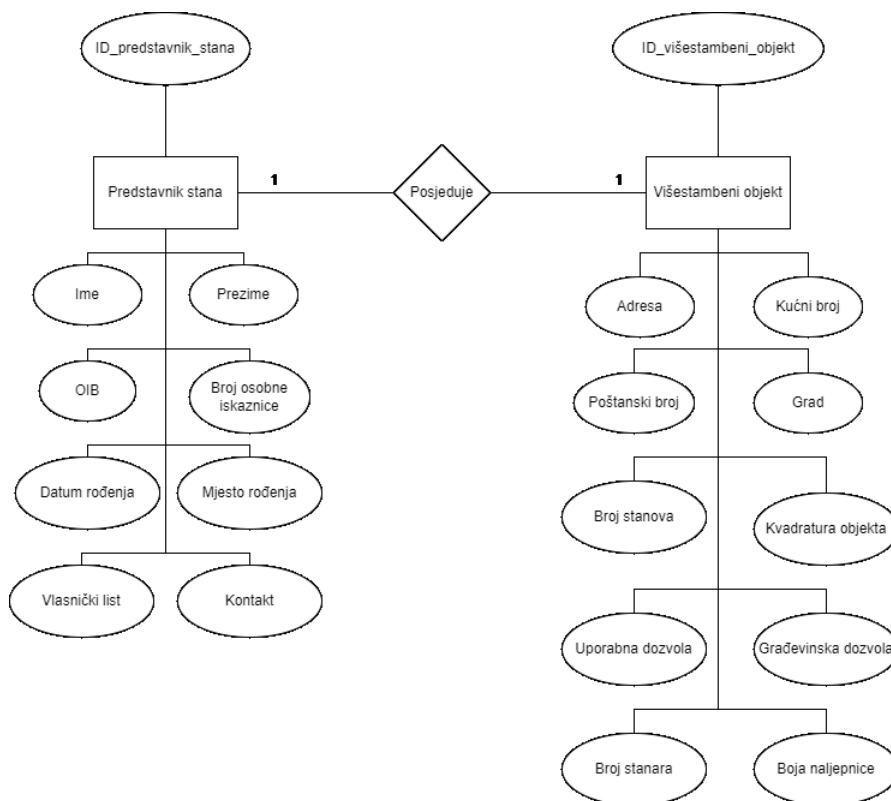 ID_predstavnik_stana
ID_višestambeni_objekt
Predstavnik stana
1
Posjeduje
1
Višestambeni objekt
Ime
Prezime
Adresa
Kućni broj
OIB
Broj osobne
iskaznice
Poštanski broj
Grad
Datum rođenja
Mjesto rođenja
Broj stanova
Kvadratura objekta
Vlasnički list
Kontakt
Uporabna dozvola
Građevinska dozvola
Broj stanara
Boja naljepnice